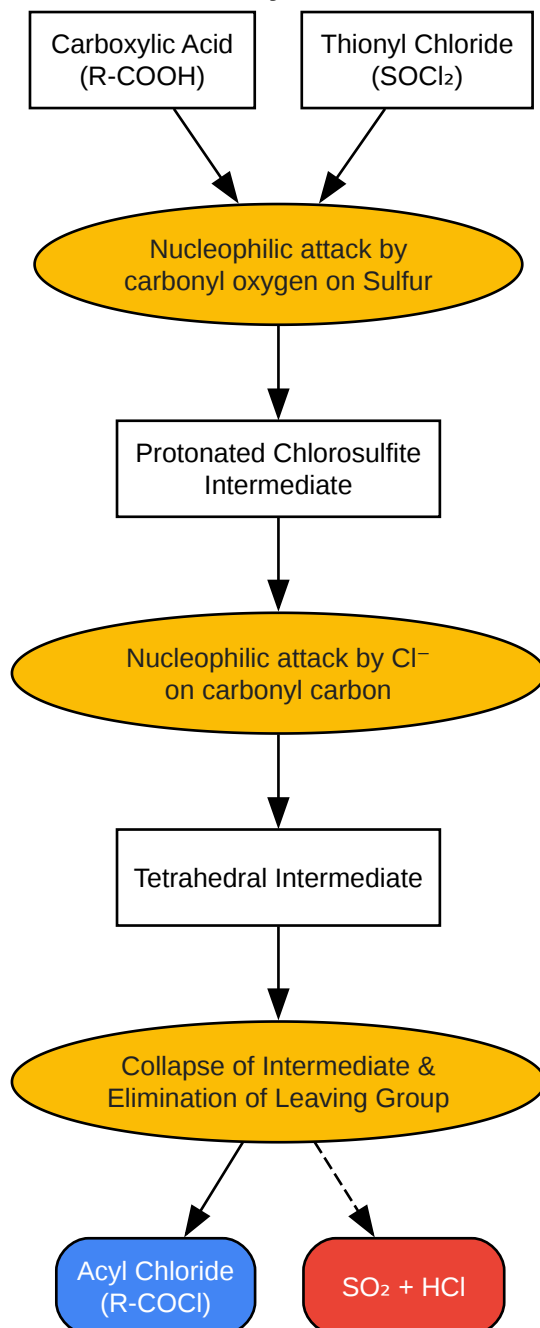 Carboxylic Acid
(R-COOH)
Thionyl Chloride
(SOCl₂)
Nucleophilic attack by
carbonyl oxygen on Sulfur
Protonated Chlorosulfite
Intermediate
Nucleophilic attack by Cl⁻
on carbonyl carbon
Tetrahedral Intermediate
Collapse of Intermediate &
Elimination of Leaving Group
Acyl Chloride
(R-COCl)
SO₂ + HCl